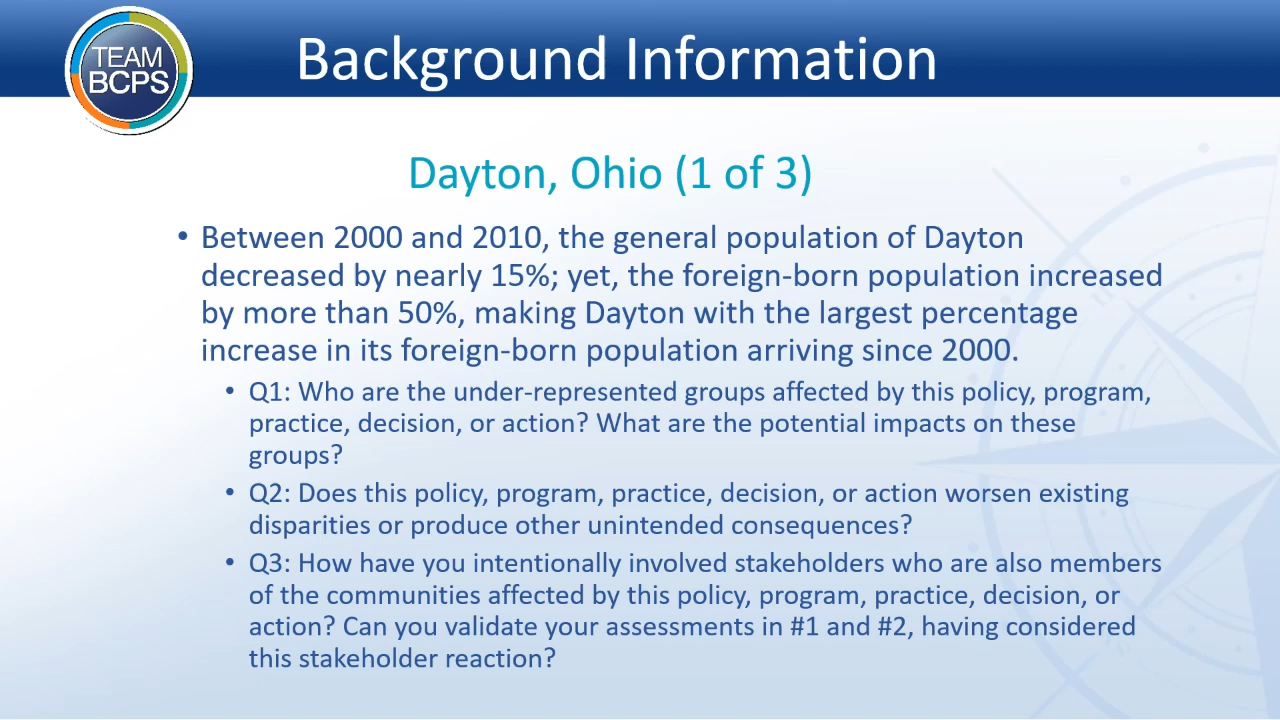 TEAM
BCPS
Background Information
Dayton, Ohio (1 of 3)
• Between 2000 and 2010, the general population of Dayton
decreased by nearly 15%; yet, the foreign-born population increased
by more than 50%, making Dayton with the largest percentage
increase in its foreign-born population arriving since 2000.
• Q1: Who are the under-represented groups affected by this policy, program,
practice, decision, or action? What are the potential impacts on these
groups?
• Q2: Does this policy, program, practice, decision, or action worsen existing
disparities or produce other unintended consequences?
• Q3: How have you intentionally involved stakeholders who are also members
of the communities affected by this policy, program, practice, decision, or
action? Can you validate your assessments in #1 and #2, having considered
this stakeholder reaction?